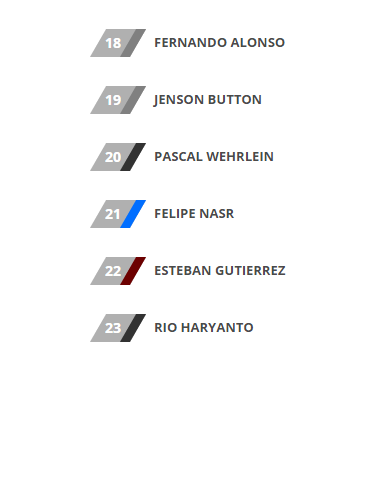 18 FERNANDO ALONSO
19 JENSON BUTTON
20 PASCAL WEHRLEIN
21 FELIPE NASR
22 ESTEBAN GUTIERREZ
23 RIO HARYANTO